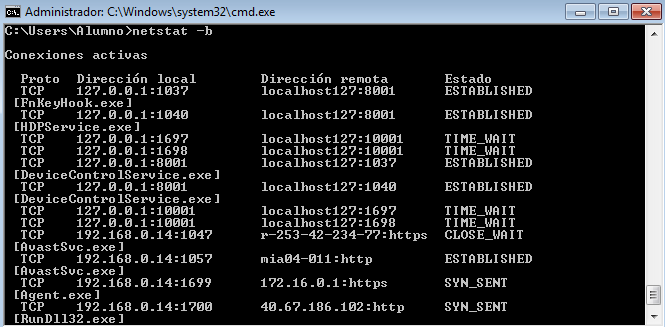 Administrador: C:\Windows\system32\cmd.exe
C:\Users\Alumno>netstat -b
Conexiones activas
Proto Dirección local Dirección remota Estado
TCP 127.0.0.1:1037 localhost127:8001 ESTABLISHED
[FnKeyHook.exe]
TCP 127.0.0.1:1040 localhost127:8001 ESTABLISHED
[HDPService.exe]
TCP 127.0.0.1:1697 localhost127:10001 TIME_WAIT
TCP 127.0.0.1:1698 localhost127:10001 TIME_WAIT
TCP 127.0.0.1:8001 localhost127:1037 ESTABLISHED
[DeviceControlService.exe]
TCP 127.0.0.1:8001 localhost127:1040 ESTABLISHED
[DeviceControlService.exe]
TCP 127.0.0.1:10001 localhost127:1697 TIME_WAIT
TCP 127.0.0.1:10001 localhost127:1698 TIME_WAIT
TCP 192.168.0.14:1047 r-253-42-234-77:https CLOSE_WAIT
[AvastSvc.exe]
TCP 192.168.0.14:1057 mia04-011:http ESTABLISHED
[AvastSvc.exe]
TCP 192.168.0.14:1699 172.16.0.1:https SYN_SENT
[Agent.exe]
TCP 192.168.0.14:1700 40.67.186.102:http SYN_SENT
[RunDll32.exe]